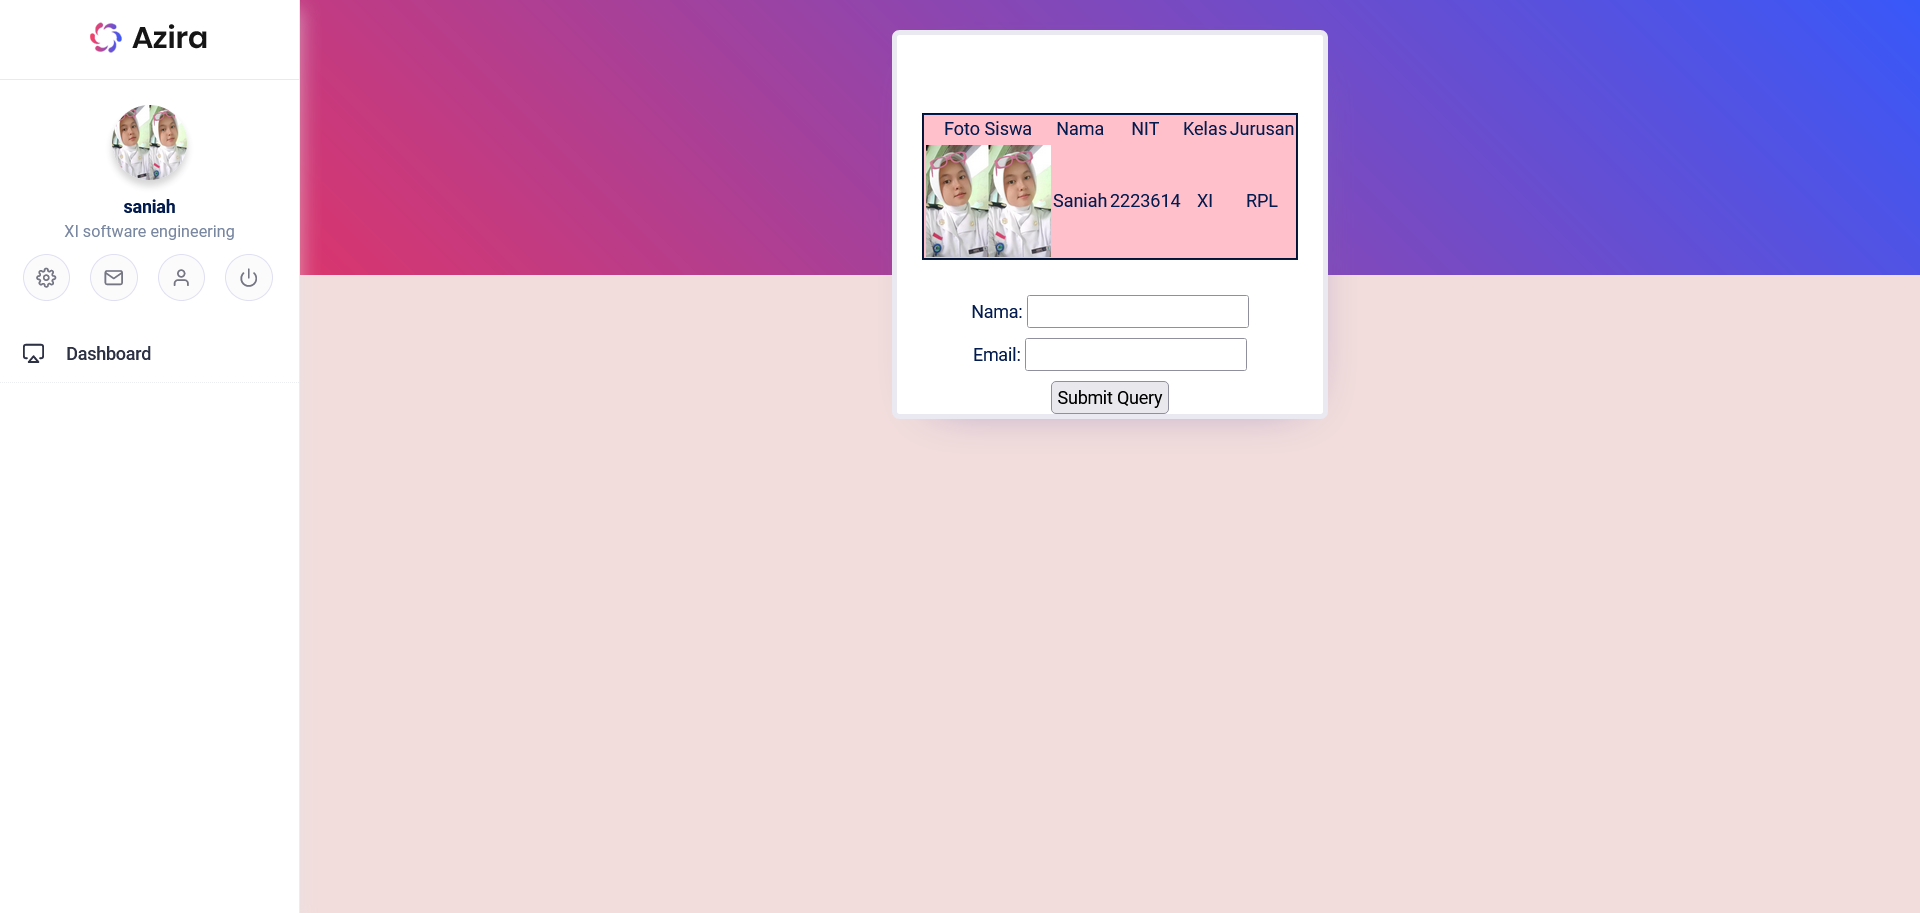 Azira
saniah
XI software engineering
Dashboard
Foto Siswa Nama NIT Kelas Jurusan
Saniah 2223614 XI RPL
Nama:
Email:
Submit Query